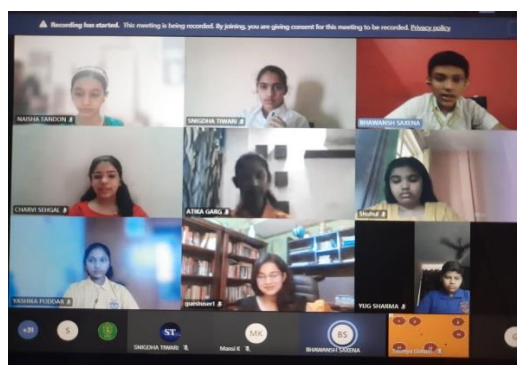 Recording has started. This meeting is being recorded. By joining, you are giving consent for this meeting to be recorded. Privacy policy
NAISHA TANDON
SNIGDHA TIWARI
BHAWANSH SAXENA
CHARVI SEHGAL
ATIKA GARG
Shuhul
YASHIKA PODDAR
guestuser1
YUG SHARMA
+31
S
ST
MK
BS
G
SNIGDHA TIWARI
Mansi K
BHAWANSH SAXENA